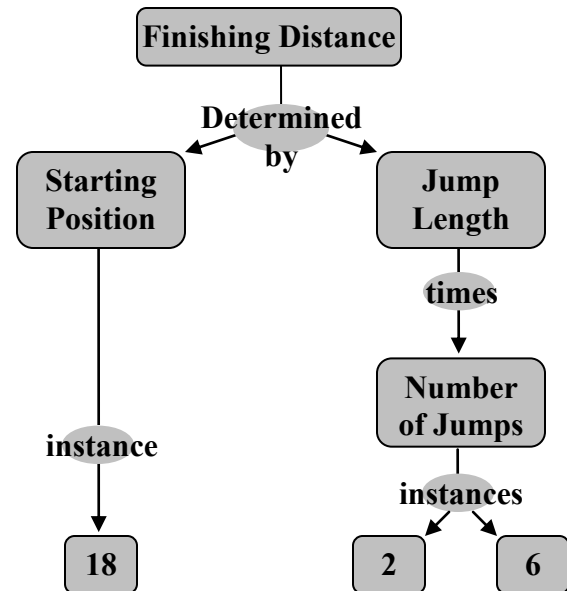 Finishing Distance
Determined
by
Starting
Position
Jump
Length
times
Number
of Jumps
instance
instances
18
2
6